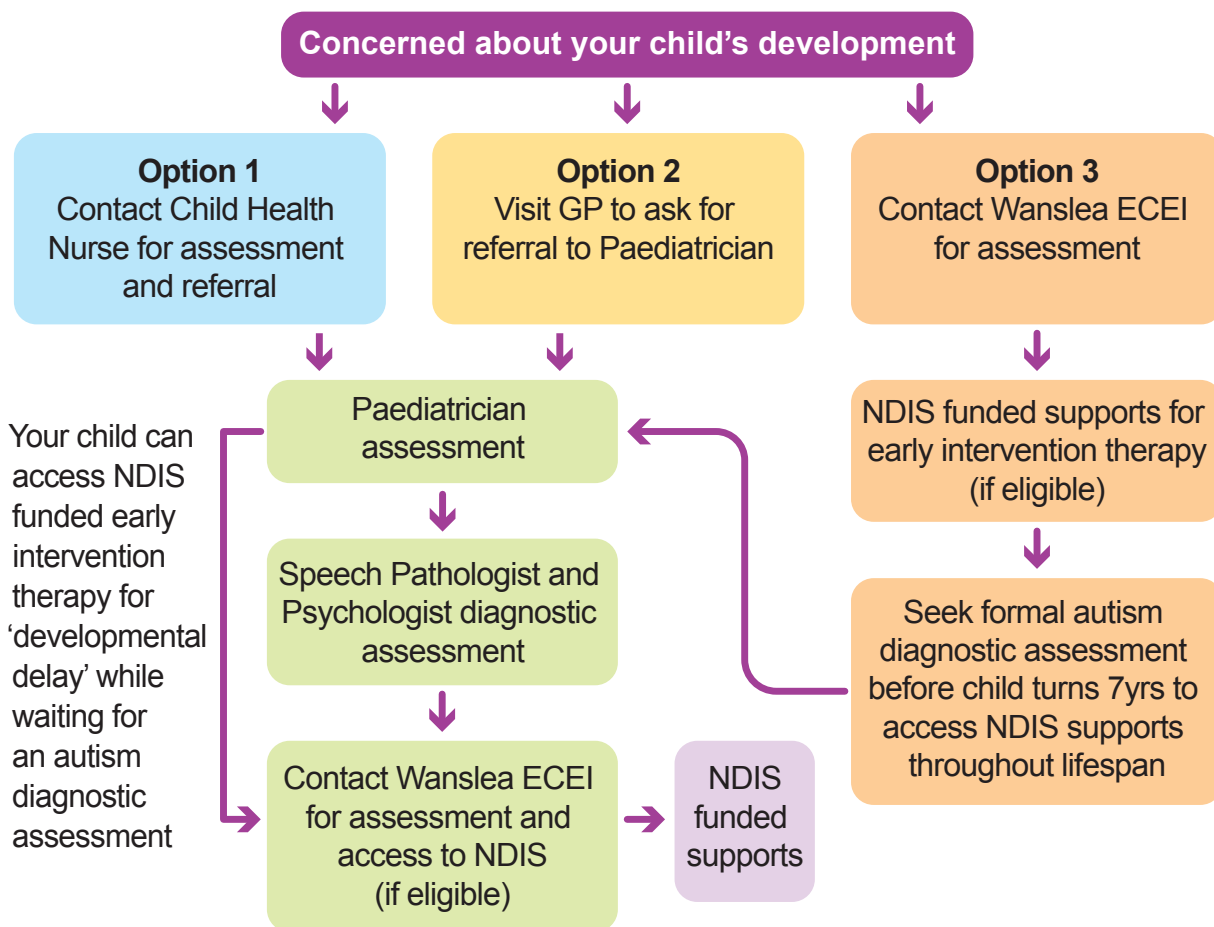 Concerned about your child's development
Option 1
Contact Child Health
Nurse for assessment
and referral
Option 2
Visit GP to ask for
referral to Paediatrician
Option 3
Contact Wanslea ECEI
for assessment
Your child can
access NDIS
funded early
intervention
therapy for
‘developmental
delay’ while
waiting for
an autism
diagnostic
assessment
Paediatrician
assessment
Speech Pathologist and
Psychologist diagnostic
assessment
Contact Wanslea ECEI
for assessment and
access to NDIS
(if eligible)
NDIS
funded
supports
NDIS funded supports for
early intervention therapy
(if eligible)
Seek formal autism
diagnostic assessment
before child turns 7yrs to
access NDIS supports
throughout lifespan